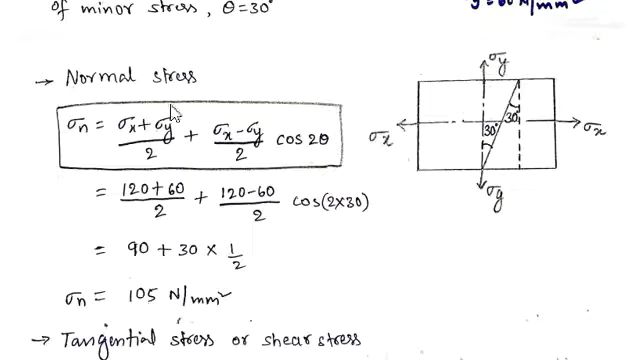 of minor stress, θ=30°
→ Normal stress
σn = σx + σy / 2 + σx - σy / 2 cos 2θ
= 120+60 / 2 + 120-60 / 2 cos(2×30)
= 90 + 30 × 1/2
σn = 105 N/mm²
→ Tangential stress or shear stress
σy
σx
30°
30°
σx
σy